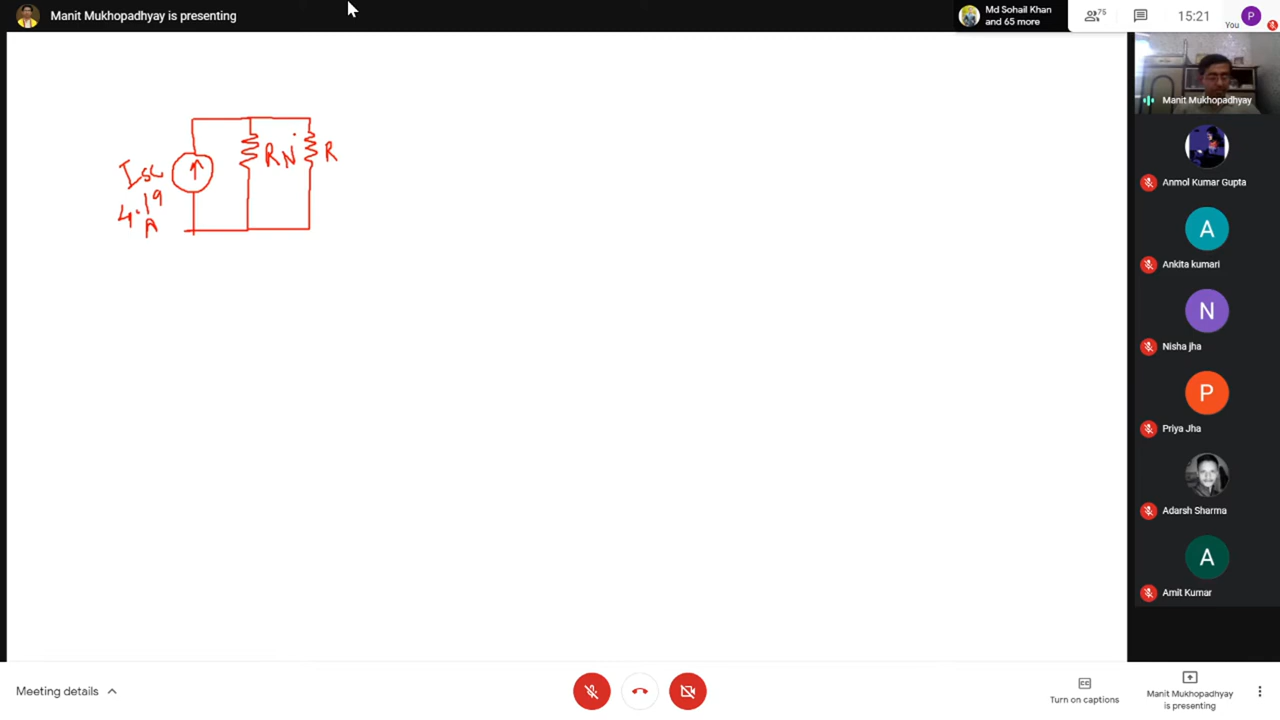 Manit Mukhopadhyay is presenting
Md Sohail Khan
and 65 more
75
15:21
You
P
Manit Mukhopadhyay
Anmol Kumar Gupta
A
Ankita kumari
N
Nisha jha
P
Priya Jha
Adarsh Sharma
A
Amit Kumar
Isc
4.19
A
RN
R
Meeting details
CC
Turn on captions
Manit Mukhopadhyay
is presenting